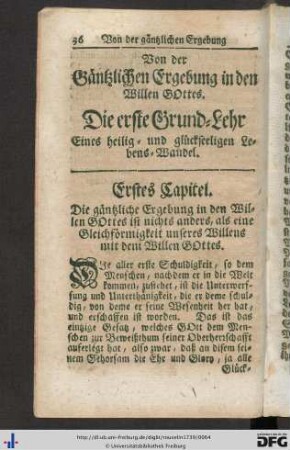 36 Von der gäntzlichen Ergebung
Von der
Gäntzlichen Ergebung in den
Willen GOttes.
Die erste Grund-Lehr
Eines heilig- und glückseeligen Le-
bens-Wandel.
Erstes Capitel.
Die gäntzliche Ergebung in den Wil-
len GOttes ist nichts anders, als eine
Gleichförmigkeit unseres Willens
mit dem Willen GOttes.
DIe aller erste Schuldigkeit, so dem
Menschen, nachdem er in die Welt
kommen, zustehet, ist die Unterwerf-
fung und Unterthänigkeit, die er deme schul-
dig, von deme er seine Wesenheit her hat,
und erschaffen ist worden. Das ist das
eintzige Gesatz, welches GOtt dem Men-
schen zur Beweißthum seiner Oberherrschafft
auferlegt hat, also zwar, daß an disem sei-
nem Gehorsam die Ehr und Glory, ja alle
Glück-
http://dl.ub.uni-freiburg.de/diglit/rousselin1739/0064
© Universitätsbibliothek Freiburg
gefördert durch die
DFG